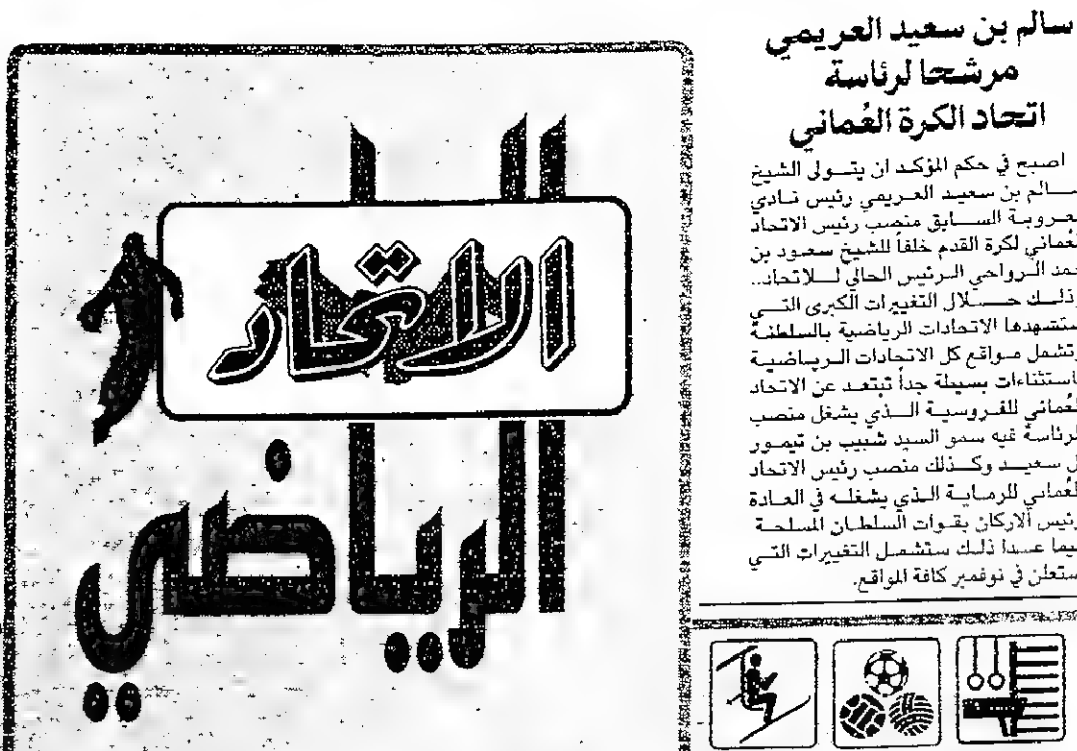 سالم بن سعيد العريمي
مرشحا لرئاسة
اتحاد الكرة العُماني
اصبح في حكم المؤكد ان يتولى الشيخ
سالم بن سعيد العريمي رئيس نادي
العروبة السابق منصب رئيس الاتحاد
العُماني لكرة القدم خلفاً للشيخ سعود بن
حمد الرواحي الرئيس الحالي للاتحاد..
وذلك حسلال التغييرات الكبرى التي
ستشهدها الاتحادات الرياضية بالسلطنة
وتشمل مواقع كل الاتحادات الرياضية
باستثناءات بسيطة جداً تبتعد عن الاتحاد
العُماني للفروسية الذي يشغل منصب
الرئاسة فيه سمو السيد شبيب بن تيمور
آل سعيد وكذلك منصب رئيس الاتحاد
العُماني للرماية الذي يشغله في العادة
رئيس الاركان بقوات السلطان المسلحة
فيما عدا ذلك ستشمل التغييرات التي
ستعلن في نوفمبر كافة المواقع.
الاتحاد
الرياضي